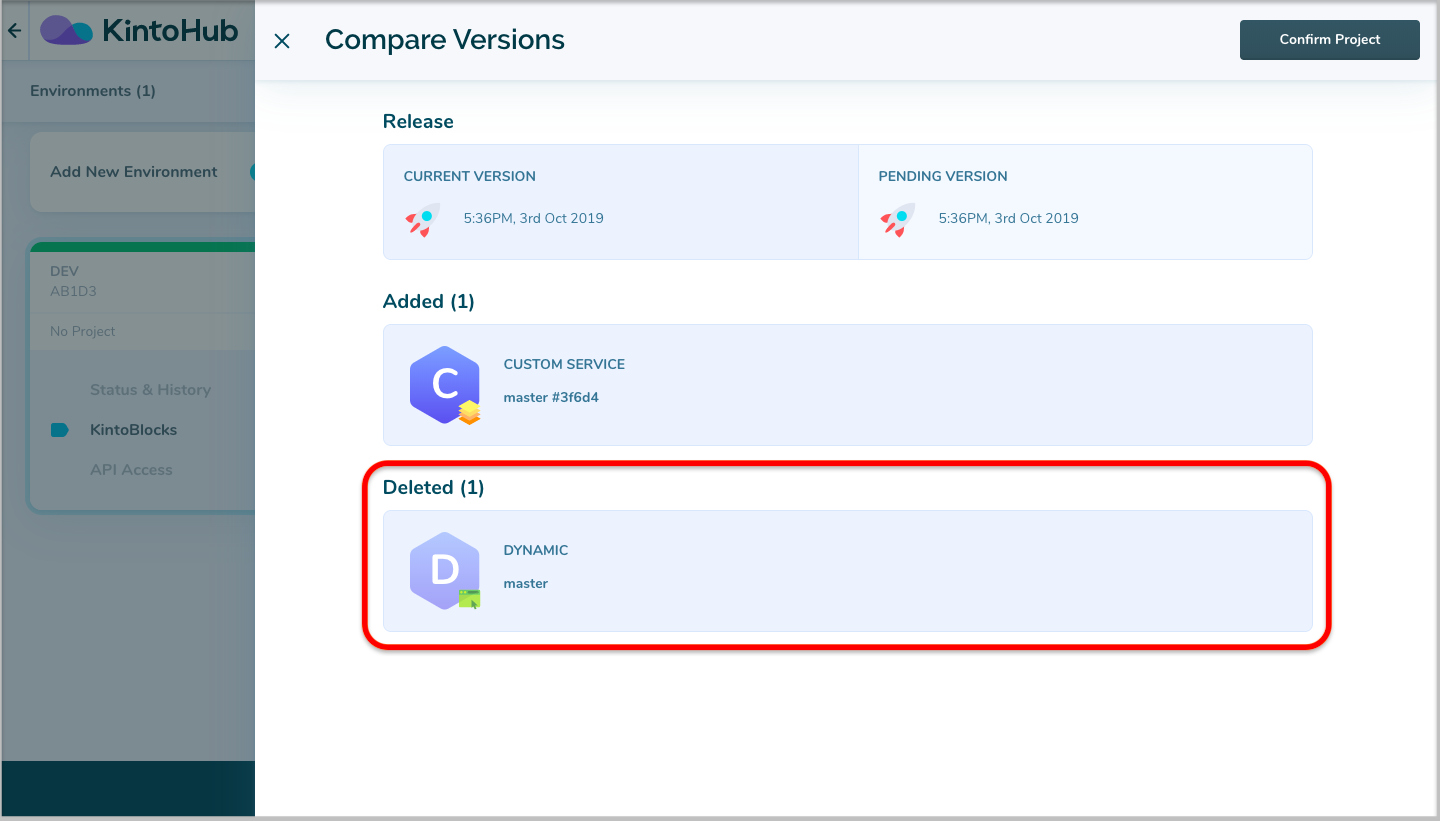 KintoHub
Compare Versions
Confirm Project
Environments (1)
Add New Environment
DEV
AB1D3
No Project
Status & History
KintoBlocks
API Access
Release
CURRENT VERSION
5:36PM, 3rd Oct 2019
PENDING VERSION
5:36PM, 3rd Oct 2019
Added (1)
C
CUSTOM SERVICE
master #3f6d4
Deleted (1)
D
DYNAMIC
master